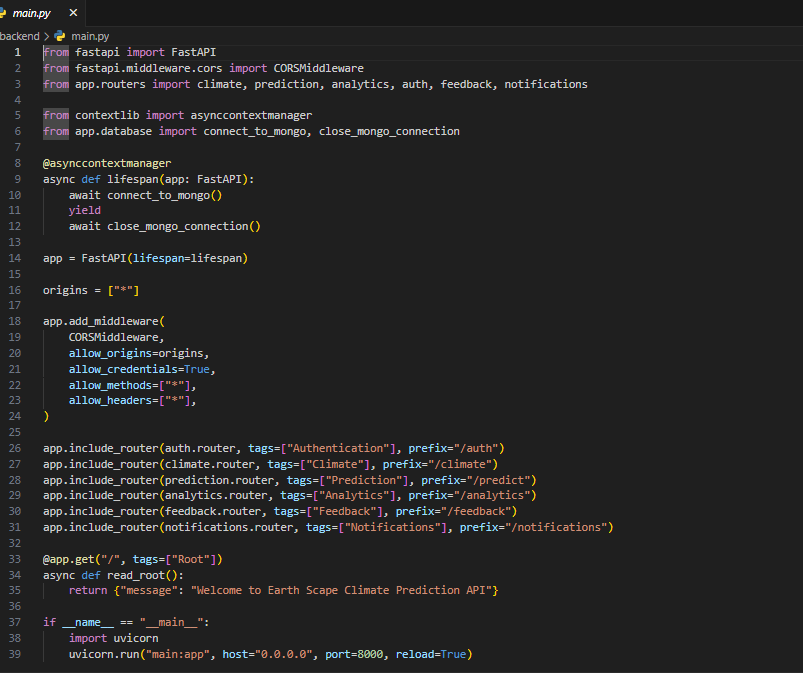 main.py ×
backend > main.py
1 from fastapi import FastAPI
2 from fastapi.middleware.cors import CORSMiddleware
3 from app.routers import climate, prediction, analytics, auth, feedback, notifications
4
5 from contextlib import asynccontextmanager
6 from app.database import connect_to_mongo, close_mongo_connection
7
8 @asynccontextmanager
9 async def lifespan(app: FastAPI):
10     await connect_to_mongo()
11     yield
12     await close_mongo_connection()
13
14 app = FastAPI(lifespan=lifespan)
15
16 origins = ["*"]
17
18 app.add_middleware(
19     CORSMiddleware,
20     allow_origins=origins,
21     allow_credentials=True,
22     allow_methods=["*"],
23     allow_headers=["*"],
24 )
25
26 app.include_router(auth.router, tags=["Authentication"], prefix="/auth")
27 app.include_router(climate.router, tags=["Climate"], prefix="/climate")
28 app.include_router(prediction.router, tags=["Prediction"], prefix="/predict")
29 app.include_router(analytics.router, tags=["Analytics"], prefix="/analytics")
30 app.include_router(feedback.router, tags=["Feedback"], prefix="/feedback")
31 app.include_router(notifications.router, tags=["Notifications"], prefix="/notifications")
32
33 @app.get("/", tags=["Root"])
34 async def read_root():
35     return {"message": "Welcome to Earth Scape Climate Prediction API"}
36
37 if __name__ == "__main__":
38     import uvicorn
39     uvicorn.run("main:app", host="0.0.0.0", port=8000, reload=True)